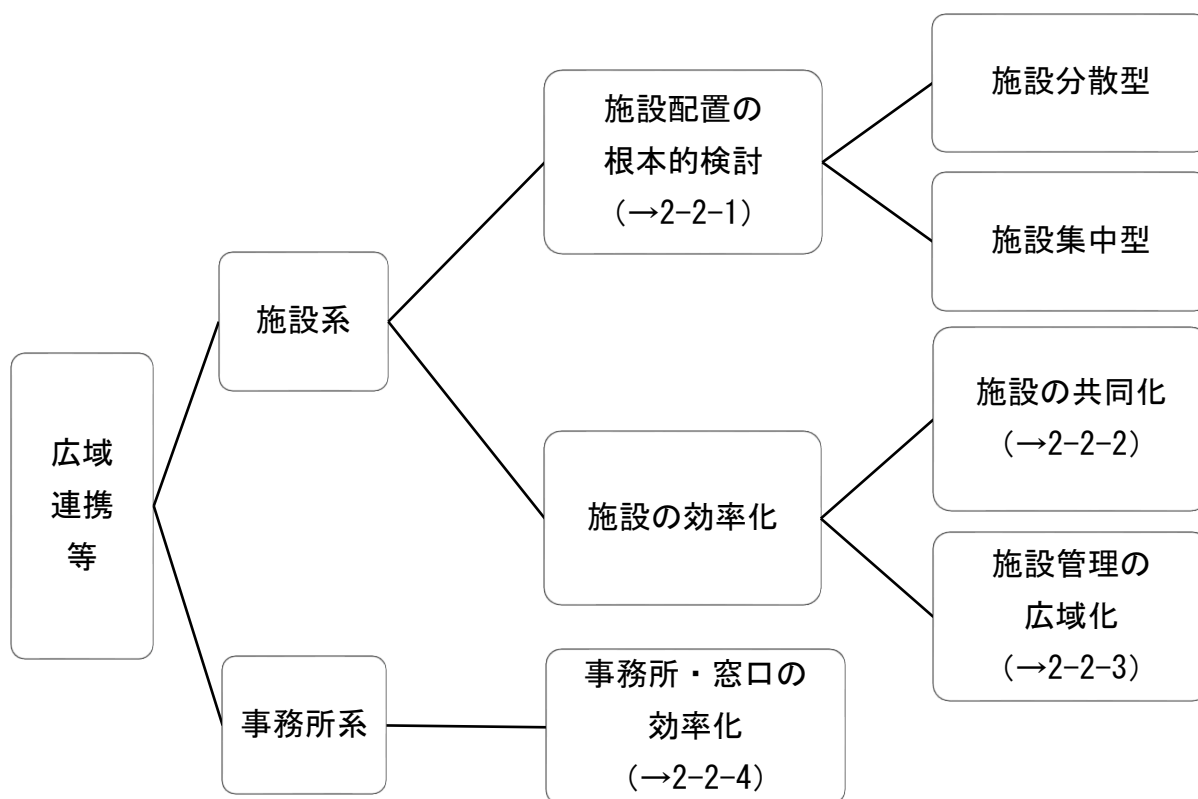 広域
連携
等
施設系
事務所系
施設配置の
根本的検討
(→2-2-1)
施設の効率化
事務所・窓口の
効率化
(→2-2-4)
施設分散型
施設集中型
施設の共同化
(→2-2-2)
施設管理の
広域化
(→2-2-3)